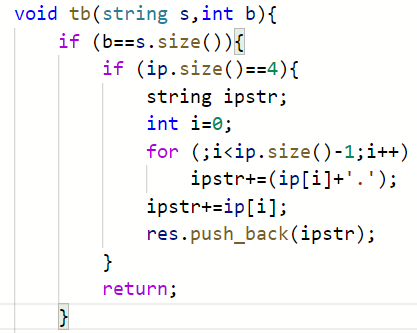 void tb(string s,int b){
    if (b==s.size()){
        if (ip.size()==4){
            string ipstr;
            int i=0;
            for (;i<ip.size()-1;i++)
                ipstr+=(ip[i]+'.');
            ipstr+=ip[i];
            res.push_back(ipstr);
        }
        return;
    }